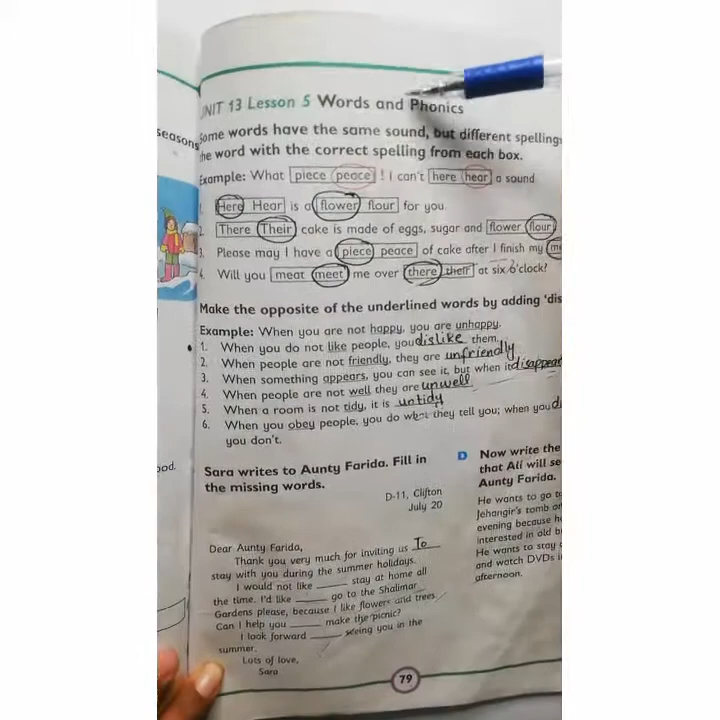 seasons
ood.
UNIT 13 Lesson 5 Words and Phonics
Some words have the same sound, but different spelling
the word with the correct spelling from each box.
Example: What piece peace ! I can't here hear a sound
1. Here Hear is a flower flour for you.
2. There Their cake is made of eggs, sugar and flower flour
3. Please may I have a piece peace of cake after I finish my me
4. Will you meat meet me over there their at six o'clock?
Make the opposite of the underlined words by adding 'dis
Example: When you are not happy, you are unhappy.
1. When you do not like people, you dislike them.
2. When people are not friendly, they are unfriendly
3. When something appears, you can see it, but when it disappear
4. When people are not well they are unwell
5. When a room is not tidy, it is untidy
6. When you obey people, you do what they tell you; when you d
you don't.
Sara writes to Aunty Farida. Fill in
the missing words.
D-11, Clifton
July 20
Dear Aunty Farida,
Thank you very much for inviting us To
stay with you during the summer holidays.
I would not like ____ stay at home all
the time. I'd like ____ go to the Shalimar
Gardens please, because I like flowers and trees.
Can I help you ____ make the picnic?
I look forward ____ seeing you in the
summer.
Lots of love,
Sara
D Now write the
that Ali will se
Aunty Farida.
He wants to go t
Jehangir's tomb
evening because h
interested in old b
He wants to stay
and watch DVDs i
afternoon.
79